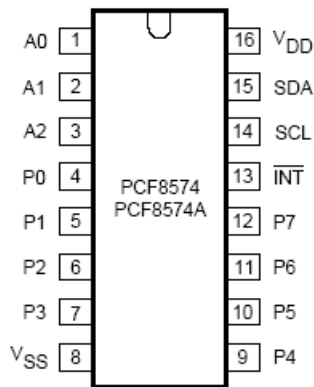 A0 1 16 VDD
A1 2 15 SDA
A2 3 14 SCL
P0 4 13 INT
PCF8574
PCF8574A
P1 5 12 P7
P2 6 11 P6
P3 7 10 P5
VSS 8 9 P4